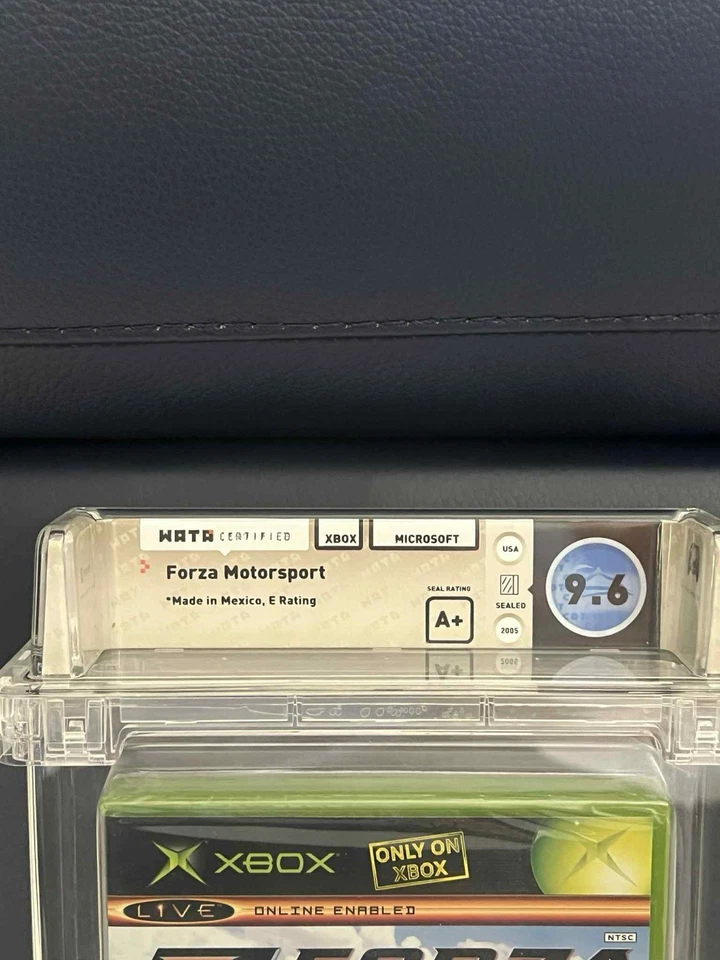 WATA CERTIFIED
XBOX
MICROSOFT
Forza Motorsport
*Made in Mexico, E Rating
SEAL RATING
A+
USA
SEALED
2005
9.6
XBOX
ONLY ON
XBOX
LIVE ONLINE ENABLED
NTSC
FORZA